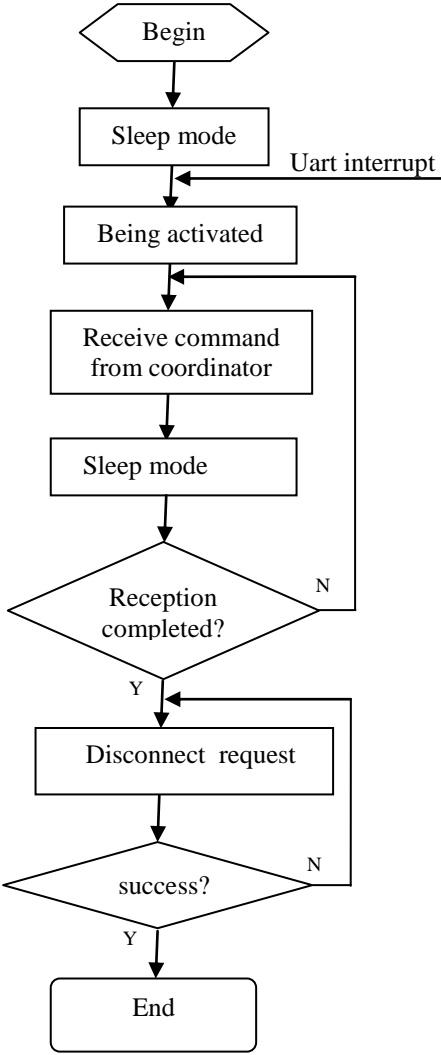 Begin
Sleep mode
Uart interrupt
Being activated
Receive command
from coordinator
Sleep mode
Reception
completed?
N
Y
Disconnect request
success?
N
Y
End